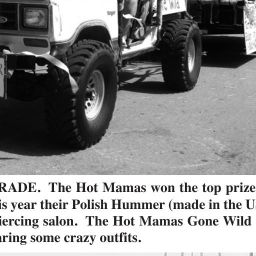 RADE. The Hot Mamas won the top prize
is year their Polish Hummer (made in the U
iercing salon. The Hot Mamas Gone Wild
aring some crazy outfits.